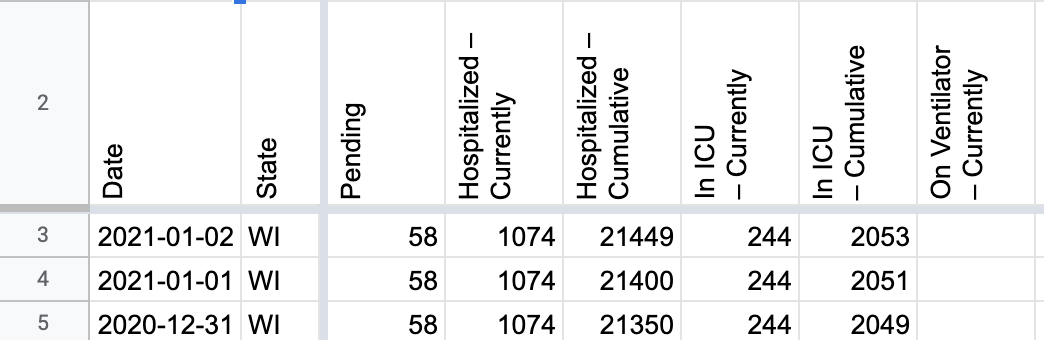 2
Date
State
Pending
Hospitalized –
Currently
Hospitalized –
Cumulative
In ICU
– Currently
In ICU
– Cumulative
On Ventilator
– Currently
3 2021-01-02 WI 58 1074 21449 244 2053
4 2021-01-01 WI 58 1074 21400 244 2051
5 2020-12-31 WI 58 1074 21350 244 2049